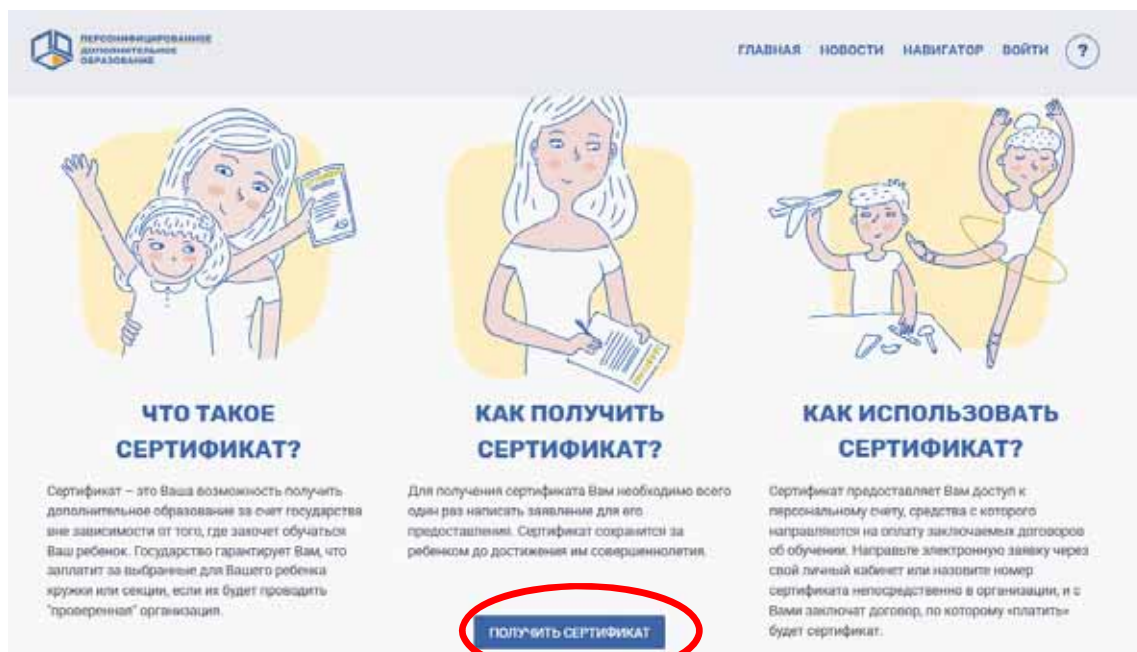 ПЕРСОНИФИЦИРОВАННОЕ
ДОПОЛНИТЕЛЬНОЕ
ОБРАЗОВАНИЕ
ГЛАВНАЯ НОВОСТИ НАВИГАТОР ВОЙТИ ?
ЧТО ТАКОЕ
СЕРТИФИКАТ?
Сертификат – это Ваша возможность получить
дополнительное образование за счет государства
вне зависимости от того, где захочет обучаться
Ваш ребенок. Государство гарантирует Вам, что
заплатит за выбранные для Вашего ребенка
кружки или секции, если их будет проводить
"проверенная" организация.
КАК ПОЛУЧИТЬ
СЕРТИФИКАТ?
Для получения сертификата Вам необходимо всего
один раз написать заявление для его
предоставления. Сертификат сохранится за
ребенком до достижения им совершеннолетия.
ПОЛУЧИТЬ СЕРТИФИКАТ
КАК ИСПОЛЬЗОВАТЬ
СЕРТИФИКАТ?
Сертификат предоставляет Вам доступ к
персональному счету, средства с которого
направляются на оплату заключаемых договоров
об обучении. Направьте электронную заявку через
свой личный кабинет или назовите номер
сертификата непосредственно в организации, и с
Вами заключат договор, по которому «платить»
будет сертификат.